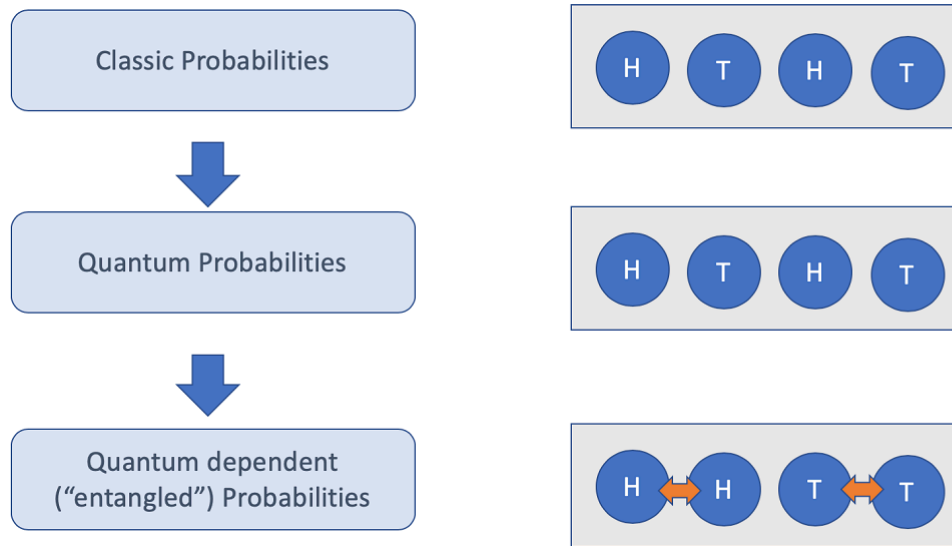 Classic Probabilities
H T H T
Quantum Probabilities
H T H T
Quantum dependent
(“entangled”) Probabilities
H H T T